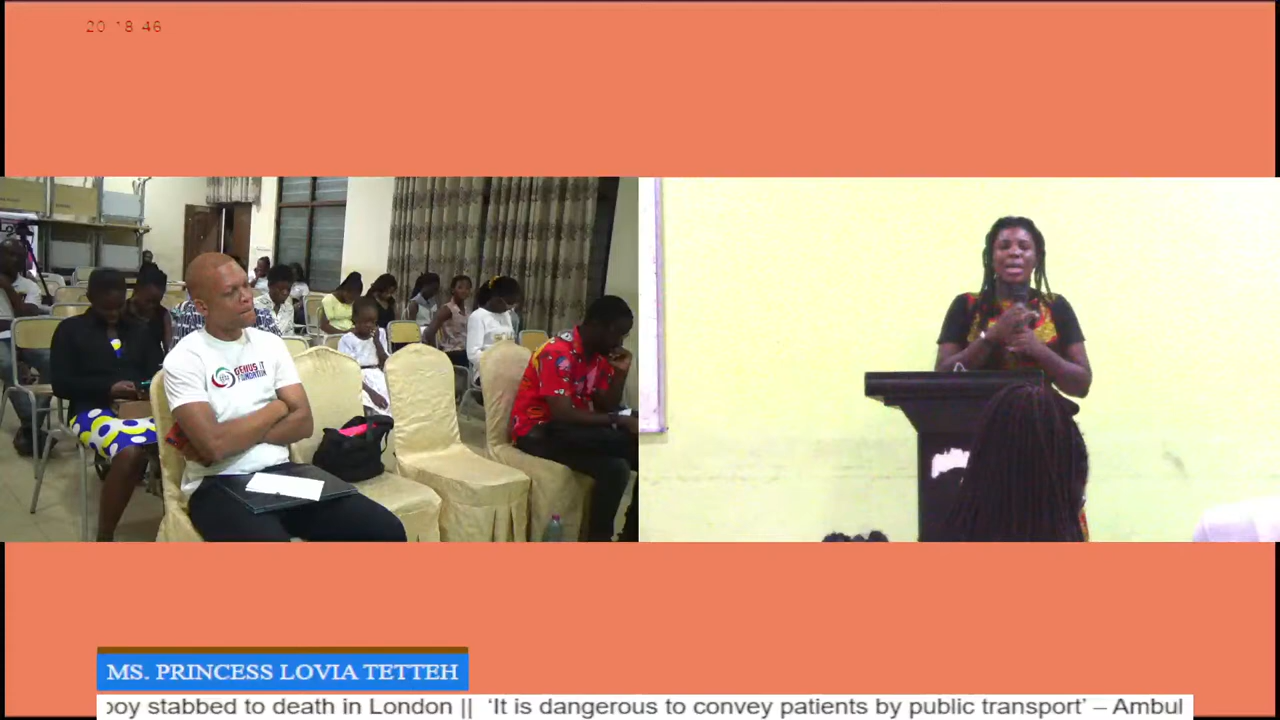 20 18 46
GENIUS IT
FOUNDATION
MS. PRINCESS LOVIA TETTEH
boy stabbed to death in London || 'It is dangerous to convey patients by public transport' – Ambul